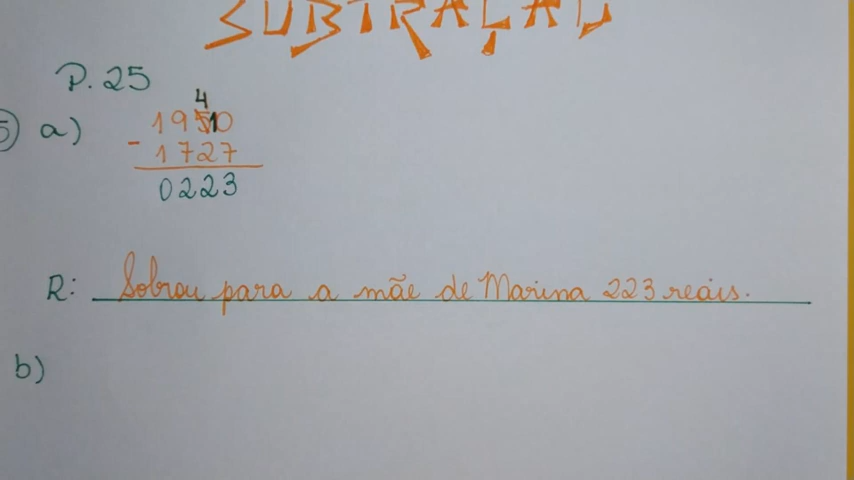 SUBTRAÇÃO
P. 25
4
5) a) 1950
- 1727
0223
R: Sobrou para a mãe de Marina 223 reais.
b)